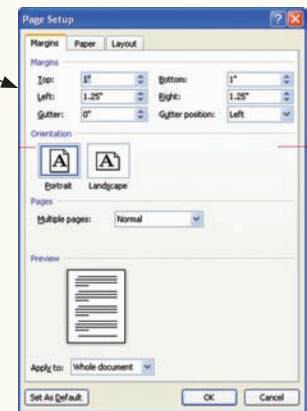 Page Setup
Margins Paper Layout
Margins
Top: 1" Bottom: 1"
Left: 1.25" Right: 1.25"
Gutter: 0" Gutter position: Left
Orientation
A A
Portrait Landscape
Pages
Multiple pages: Normal
Preview
Apply to: Whole document
Set As Default OK Cancel